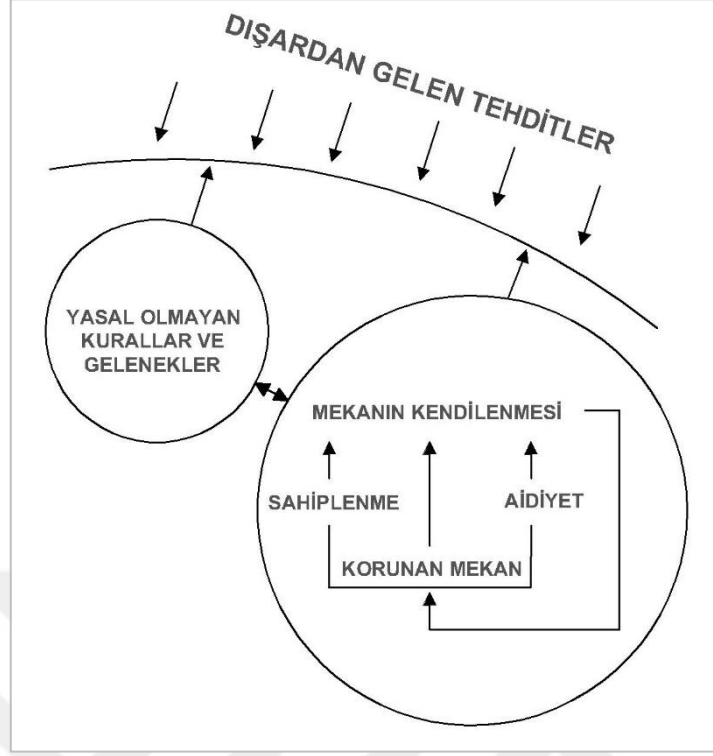 DIŞARDAN GELEN TEHDİTLER
YASAL OLMAYAN
KURALLAR VE
GELENEKLER
MEKANIN KENDİLENMESİ
SAHİPLENME
AİDİYET
KORUNAN MEKAN